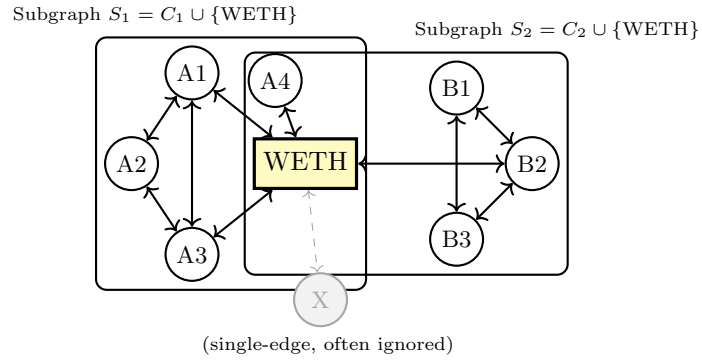 Subgraph S₁ = C₁ ∪ {WETH}
Subgraph S₂ = C₂ ∪ {WETH}
A1
A4
B1
A2
WETH
B2
A3
B3
X
(single-edge, often ignored)